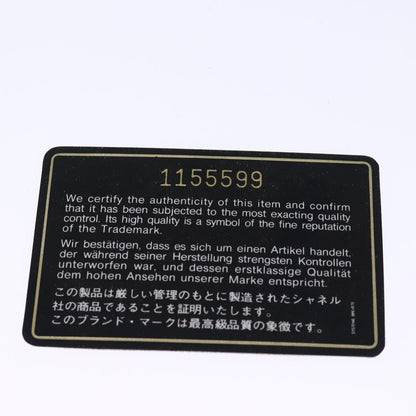 1155599
We certify the authenticity of this item and confirm
that it has been subjected to the most exacting quality
control. Its high quality is a symbol of the fine reputation
of the Trademark.
Wir bestätigen, dass es sich um einen Artikel handelt,
der während seiner Herstellung strengsten Kontrollen
unterworfen war, und dessen erstklassige Qualität
dem hohen Ansehen unserer Marke entspricht.
この製品は厳しい管理のもとに製造されたシャネル
社の商品であることを証明いたします。
このブランド・マークは最高級品質の象徴です。